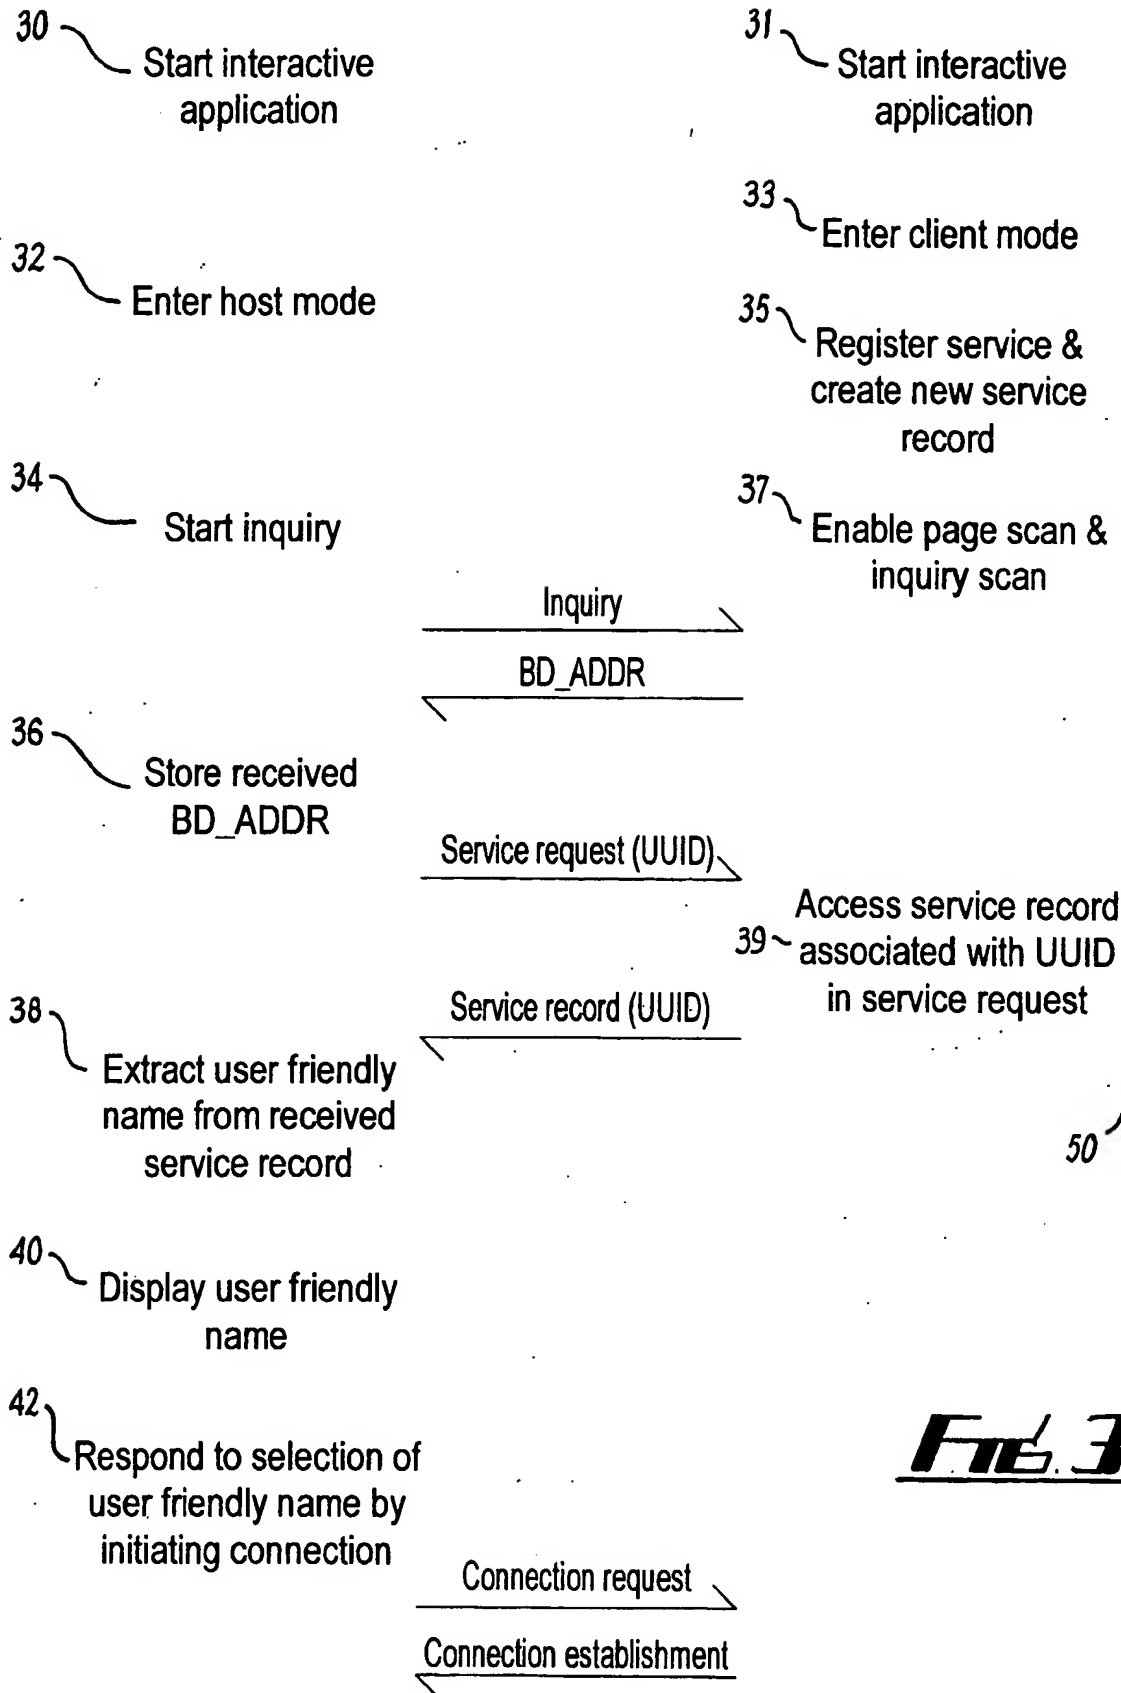 30
Start interactive
application
31
Start interactive
application
33
Enter client mode
32
Enter host mode
35
Register service &
create new service
record
34
Start inquiry
37
Enable page scan &
inquiry scan
Inquiry
BD_ADDR
36
Store received
BD_ADDR
Service request (UUID)
Access service record
39
associated with UUID
in service request
Service record (UUID)
38
Extract user friendly
name from received
service record
50
40
Display user friendly
name
42
Respond to selection of
user friendly name by
initiating connection
FIG. 3
Connection request
Connection establishment